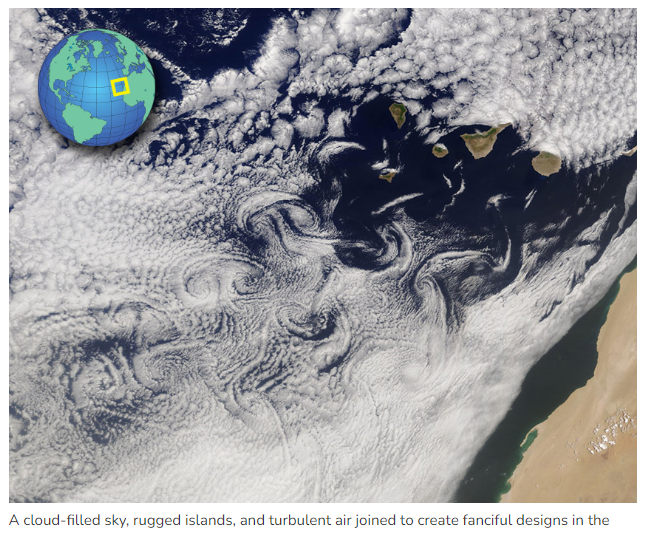 A cloud-filled sky, rugged islands, and turbulent air joined to create fanciful designs in the